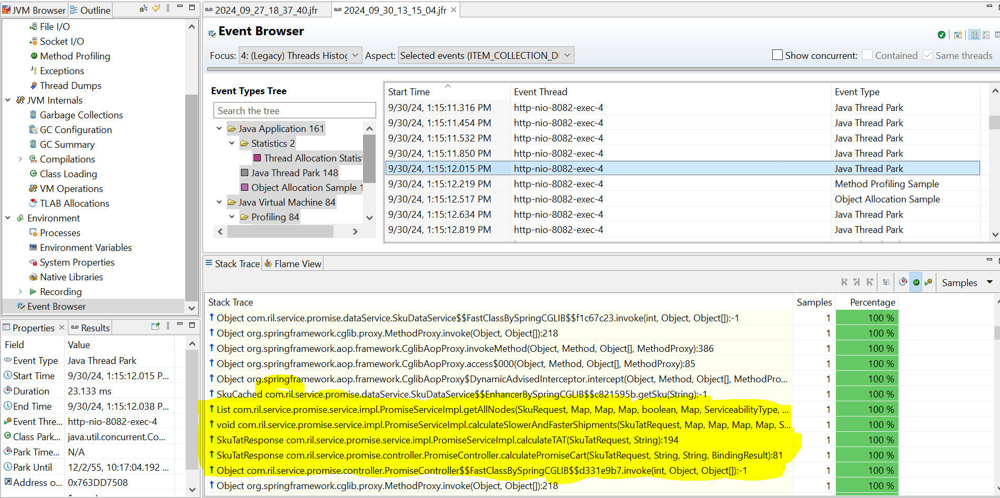 JVM Browser
Outline
File I/O
Socket I/O
Method Profiling
Exceptions
Thread Dumps
JVM Internals
Garbage Collections
GC Configuration
GC Summary
Compilations
Class Loading
VM Operations
TLAB Allocations
Environment
Processes
Environment Variables
System Properties
Native Libraries
Recording
Event Browser
Properties
Results
Field Value
Event Type Java Thread Park
Start Time 9/30/24, 1:15:12.015 P...
Duration 23.133 ms
End Time 9/30/24, 1:15:12.038 P...
Event Thre... http-nio-8082-exec-4
Class Park... java.util.concurrent.Co...
Park Time... N/A
Park Until 12/2/55, 10:17:04.192 ...
Address o... 0x763DD7508
2024_09_27_18_37_40.jfr
2024_09_30_13_15_04.jfr
Event Browser
Focus: 4: (Legacy) Threads Histog Aspect: Selected events (ITEM_COLLECTION_D Show concurrent: Contained Same threads
Event Types Tree
Search the tree
Java Application 161
Statistics 2
Thread Allocation Statis
Java Thread Park 148
Object Allocation Sample 1
Java Virtual Machine 84
Profiling 84
Start Time Event Thread Event Type
9/30/24, 1:15:11.316 PM http-nio-8082-exec-4 Java Thread Park
9/30/24, 1:15:11.454 PM http-nio-8082-exec-4 Java Thread Park
9/30/24, 1:15:11.532 PM http-nio-8082-exec-4 Java Thread Park
9/30/24, 1:15:11.850 PM http-nio-8082-exec-4 Java Thread Park
9/30/24, 1:15:12.015 PM http-nio-8082-exec-4 Java Thread Park
9/30/24, 1:15:12.219 PM http-nio-8082-exec-4 Method Profiling Sample
9/30/24, 1:15:12.517 PM http-nio-8082-exec-4 Object Allocation Sample
9/30/24, 1:15:12.634 PM http-nio-8082-exec-4 Java Thread Park
9/30/24, 1:15:12.819 PM http-nio-8082-exec-4 Java Thread Park
Stack Trace
Flame View
Samples
Stack Trace Samples Percentage
Object com.ril.service.promise.dataService.SkuDataService$$FastClassBySpringCGLIB$$f1c67c23.invoke(int, Object, Object[]):-1 1 100 %
Object org.springframework.cglib.proxy.MethodProxy.invoke(Object, Object[]):218 1 100 %
Object org.springframework.aop.framework.CglibAopProxy.invokeMethod(Object, Method, Object[], MethodProxy):386 1 100 %
Object org.springframework.aop.framework.CglibAopProxy.access$000(Object, Method, Object[], MethodProxy):85 1 100 %
Object org.springframework.aop.framework.CglibAopProxy$DynamicAdvisedInterceptor.intercept(Object, Method, Object[], MethodPro... 1 100 %
SkuCached com.ril.service.promise.dataService.SkuDataService$$EnhancerBySpringCGLIB$$c821595b.getSku(String):-1 1 100 %
List com.ril.service.promise.service.impl.PromiseServiceImpl.getAllNodes(SkuRequest, Map, Map, Map, boolean, Map, ServiceabilityType, ... 1 100 %
void com.ril.service.promise.service.impl.PromiseServiceImpl.calculateSlowerAndFasterShipments(SkuTatRequest, Map, Map, Map, Map, S... 1 100 %
SkuTatResponse com.ril.service.promise.service.impl.PromiseServiceImpl.calculateTAT(SkuTatRequest, String):194 1 100 %
SkuTatResponse com.ril.service.promise.controller.PromiseController.calculatePromiseCart(SkuTatRequest, String, String, BindingResult):81 1 100 %
Object com.ril.service.promise.controller.PromiseController$$FastClassBySpringCGLIB$$d331e9b7.invoke(int, Object, Object[]):-1 1 100 %
Object org.springframework.cglib.proxy.MethodProxy.invoke(Object, Object[]):218 1 100 %